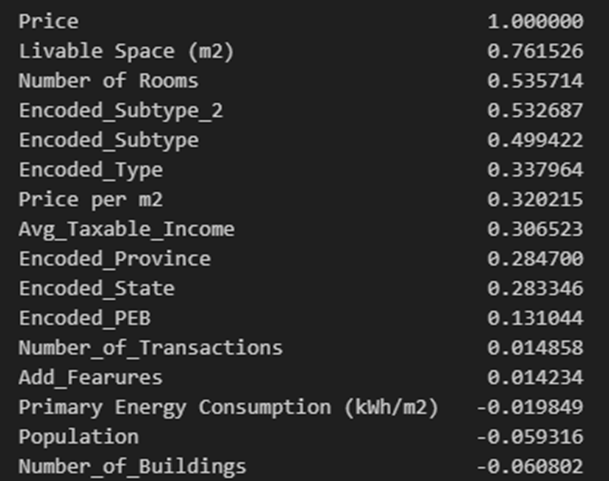 Price 1.000000
Livable Space (m2) 0.761526
Number of Rooms 0.535714
Encoded_Subtype_2 0.532687
Encoded_Subtype 0.499422
Encoded_Type 0.337964
Price per m2 0.320215
Avg_Taxable_Income 0.306523
Encoded_Province 0.284700
Encoded_State 0.283346
Encoded_PEB 0.131044
Number_of_Transactions 0.014858
Add_Fearures 0.014234
Primary Energy Consumption (kWh/m2) -0.019849
Population -0.059316
Number_of_Buildings -0.060802